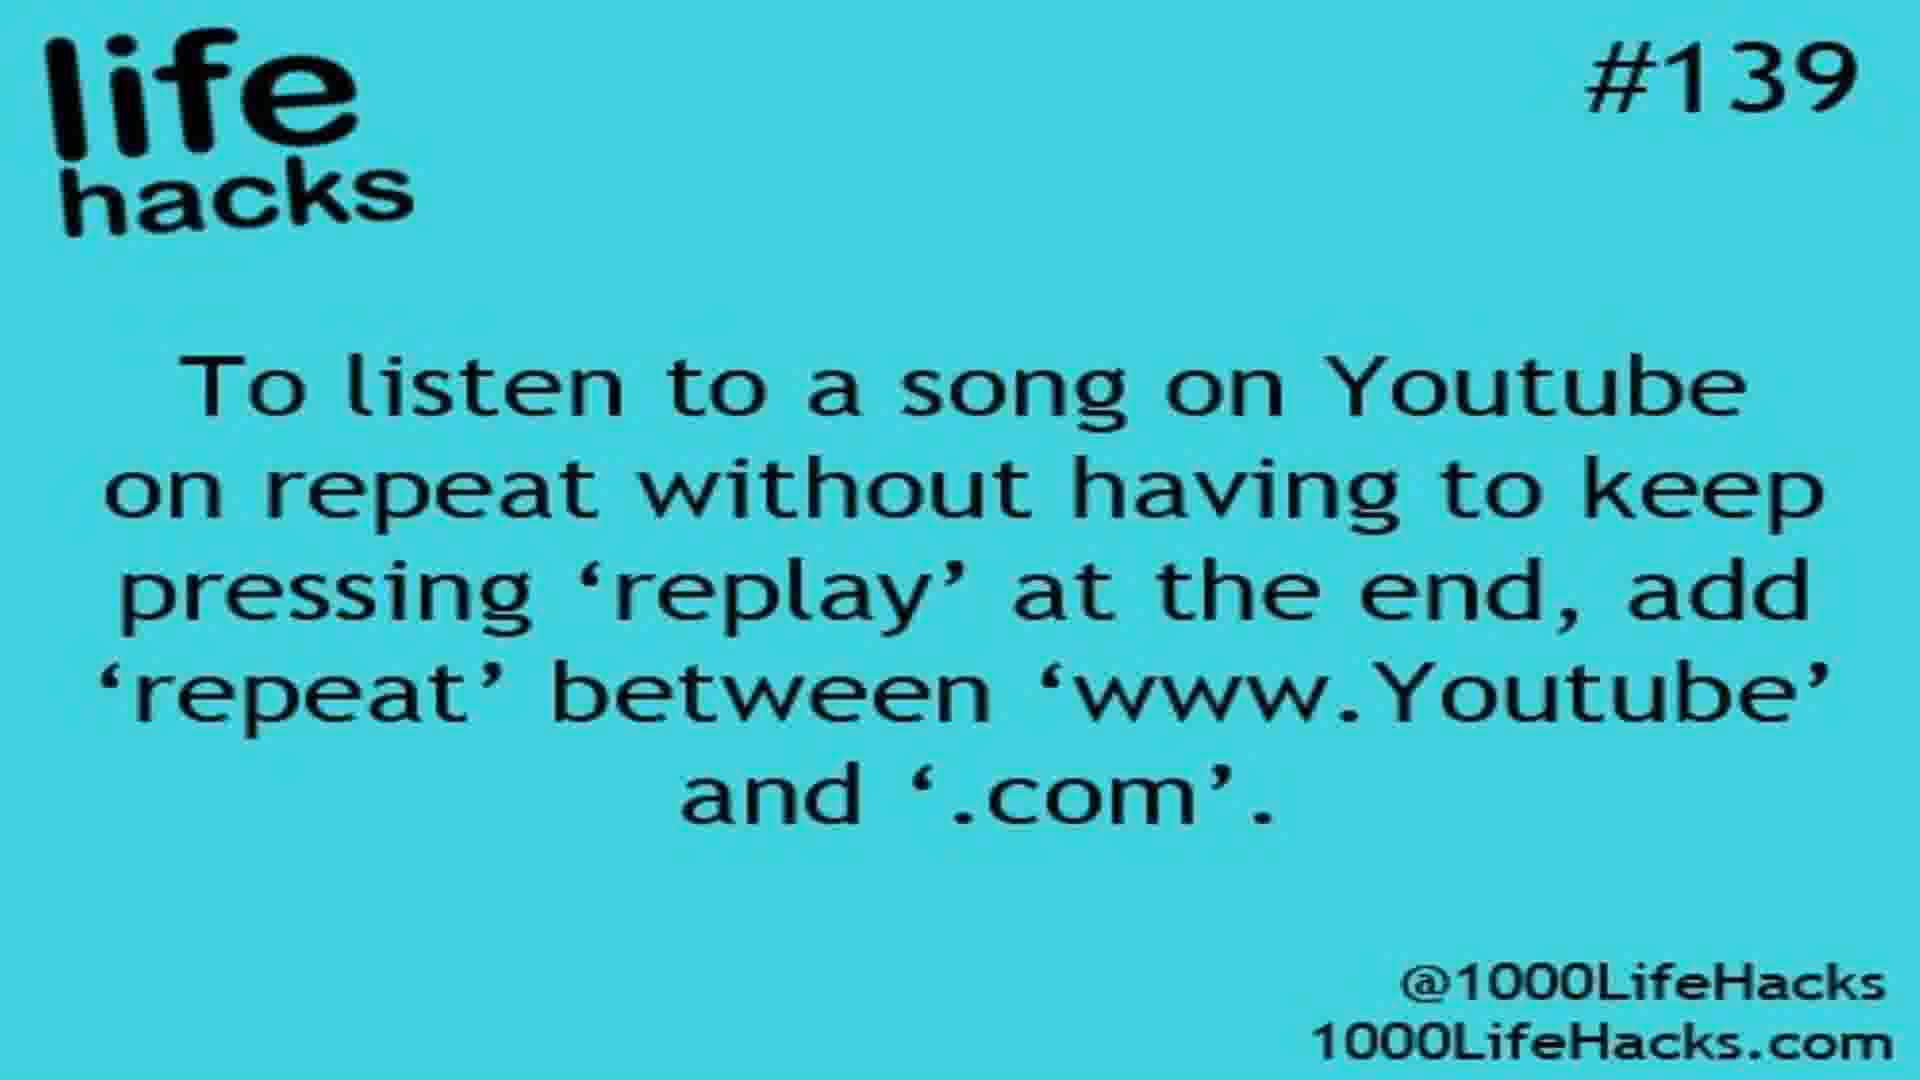 life
hacks
#139
To listen to a song on Youtube
on repeat without having to keep
pressing ‘replay’ at the end, add
‘repeat’ between ‘www.Youtube’
and ‘.com’.
@1000LifeHacks
1000LifeHacks.com